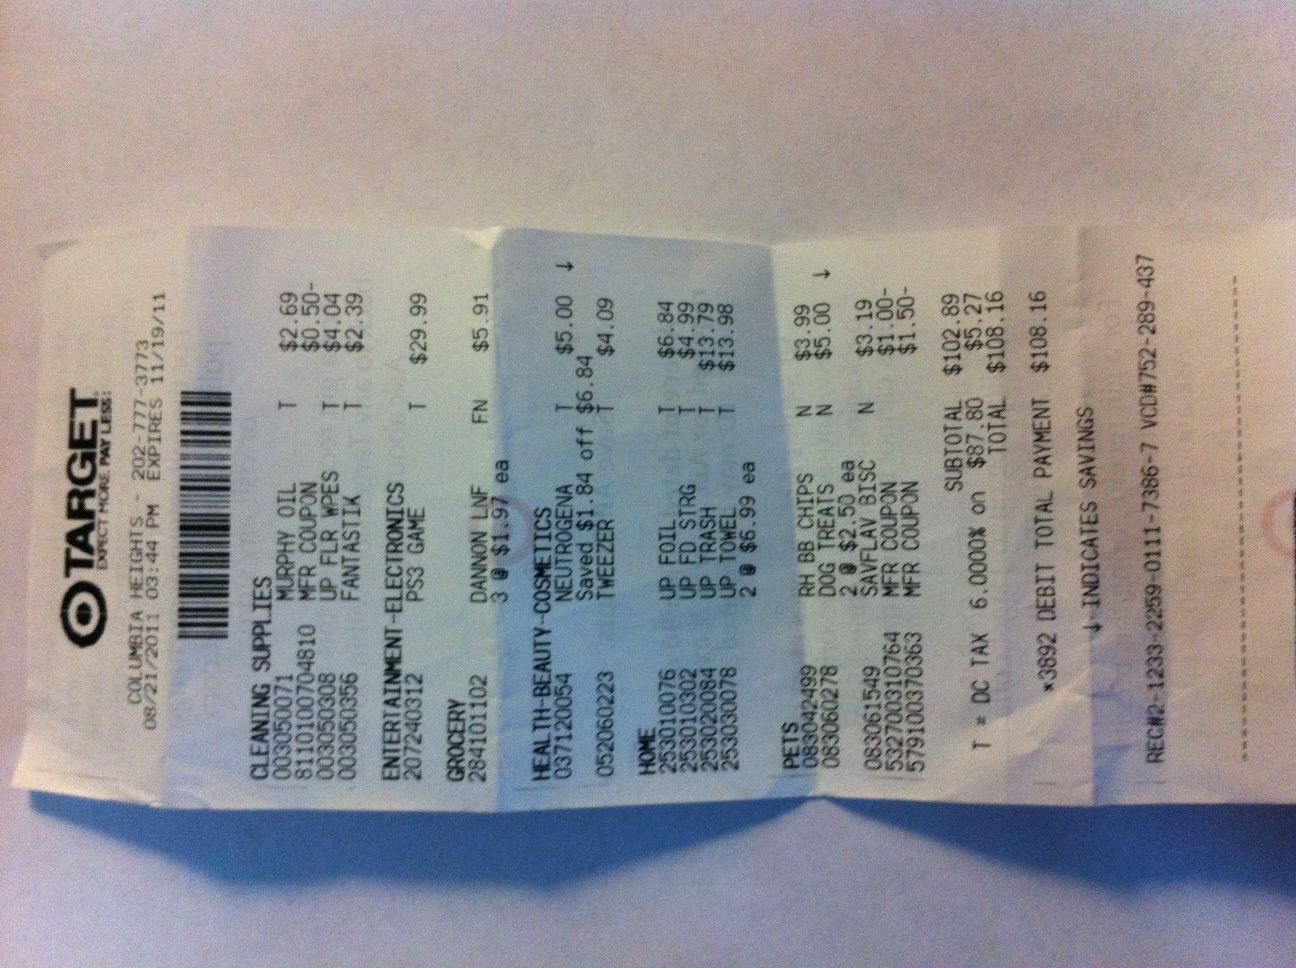 TARGET
EXPECT MORE. PAY LESS.
COLUMBIA HEIGHTS - 202-777-3773
08/21/2011 03:44 PM EXPIRES 11/19/11
CLEANING SUPPLIES
003050071 MURPHY OIL T $2.69
8110100704810 MFR COUPON $0.50-
003050308 UP FLR WPES T $4.04
003050356 FANTASTIK T $2.39
ENTERTAINMENT-ELECTRONICS
207240312 PS3 GAME T $29.99
GROCERY
284101102 DANNON LNF FN $5.91
3 @ $1.97 ea
HEALTH-BEAUTY-COSMETICS
037120054 NEUTROGENA T $5.00 ↓
Saved $1.84 off $6.84
052060223 TWEEZER T $4.09
HOME
253010076 UP FOIL T $6.84
253010302 UP FD STRG T $4.99
253020084 UP TRASH T $13.79
253030078 UP TOWEL T $13.98
2 @ $6.99 ea
PETS
083042499 RH BB CHIPS N $3.99
083060278 DOG TREATS N $5.00 ↓
2 @ $2.50 ea
083061549 SAVFLAV BISC N $3.19
532700310764 MFR COUPON $1.00-
579100370363 MFR COUPON $1.50-
SUBTOTAL $102.89
T = DC TAX 6.0000% on $87.80 $5.27
TOTAL $108.16
*3892 DEBIT TOTAL PAYMENT $108.16
↓ INDICATES SAVINGS
REC#2-1233-2259-0111-7386-7 VCD#752-289-437